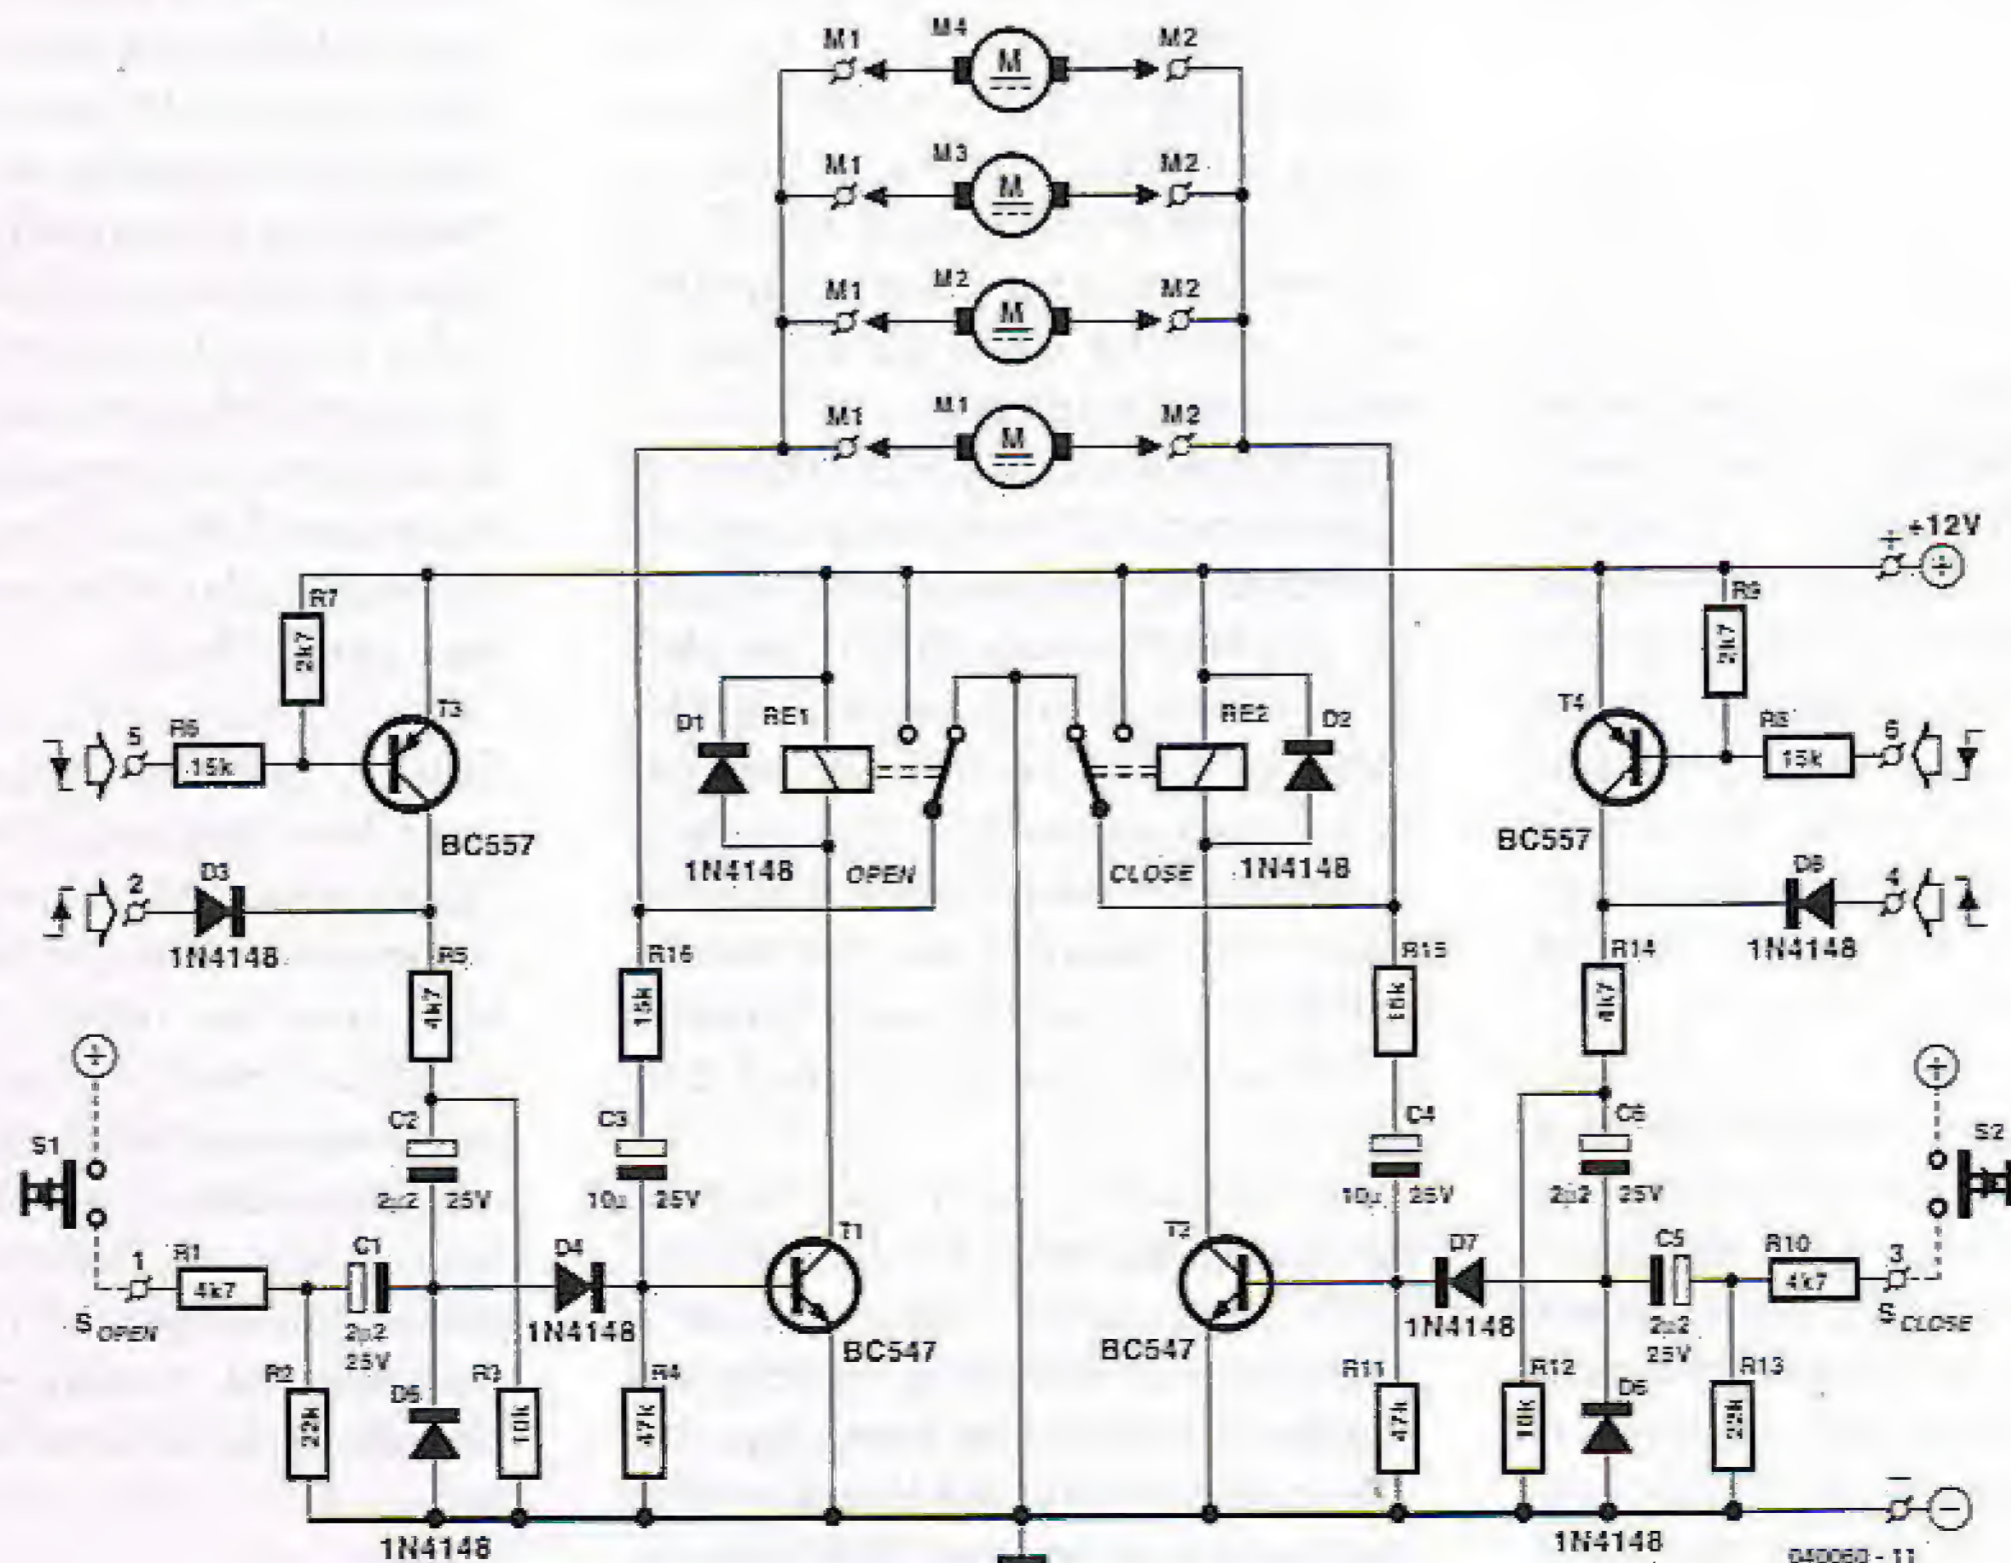 M4
M1
M
M2
M3
M1
M
M2
M2
M1
M
M2
M1
M1
M
M2
+12V
+
R7
2k7
R9
2k7
T3
T4
5
R6
15k
D1
RE1
RE2
D2
R8
15k
6
BC557
BC557
1N4148
OPEN
CLOSE
1N4148
2
D3
1N4148
D8
4
1N4148
R5
4k7
R16
15k
R15
15k
R14
4k7
C2
2µ2 25V
C3
10µ 25V
C4
10µ 25V
C6
2µ2 25V
S1
S2
1
R1
4k7
C1
2µ2
25V
D4
1N4148
T1
BC547
T2
BC547
D7
1N4148
C5
2µ2
25V
R10
4k7
3
S OPEN
S CLOSE
R2
22k
D5
R3
10k
R4
47k
R11
47k
R12
10k
D6
R13
22k
1N4148
1N4148
040060 - 11